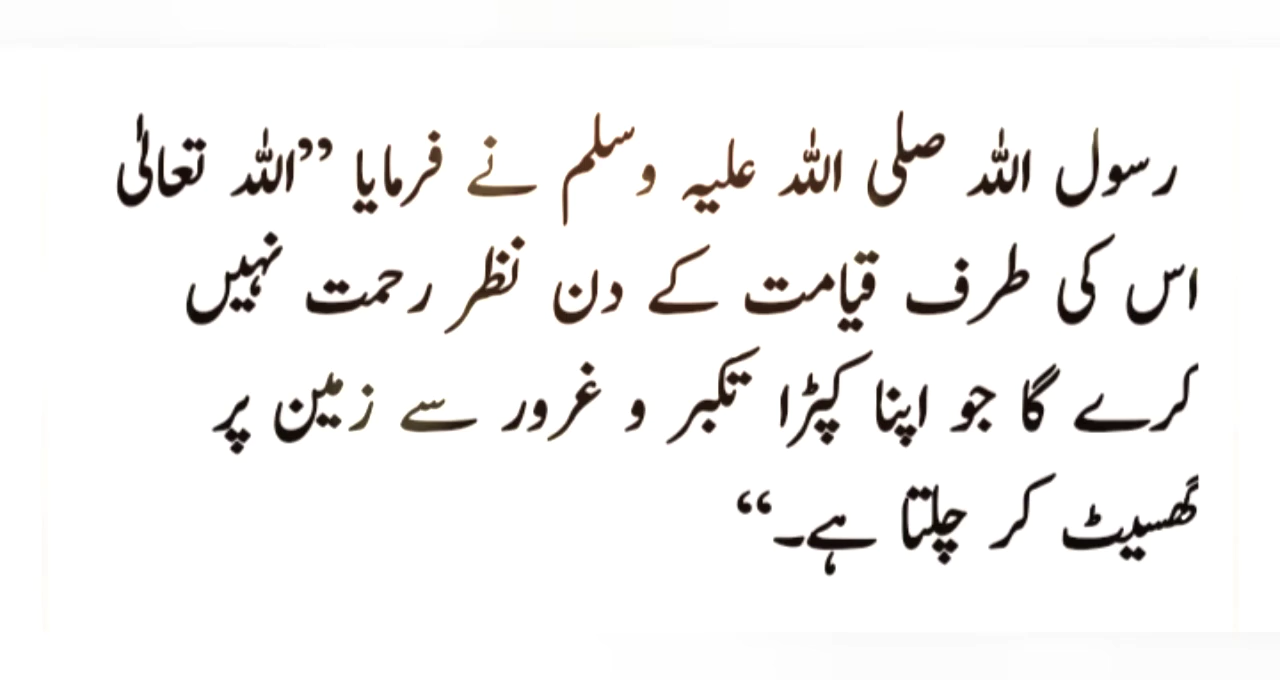 رسول اللہ صلی اللہ علیہ وسلم نے فرمایا ”اللہ تعالٰی
اس کی طرف قیامت کے دن نظر رحمت نہیں
کرے گا جو اپنا کپڑا تکبر و غرور سے زمین پر
گھسیٹ کر چلتا ہے۔“